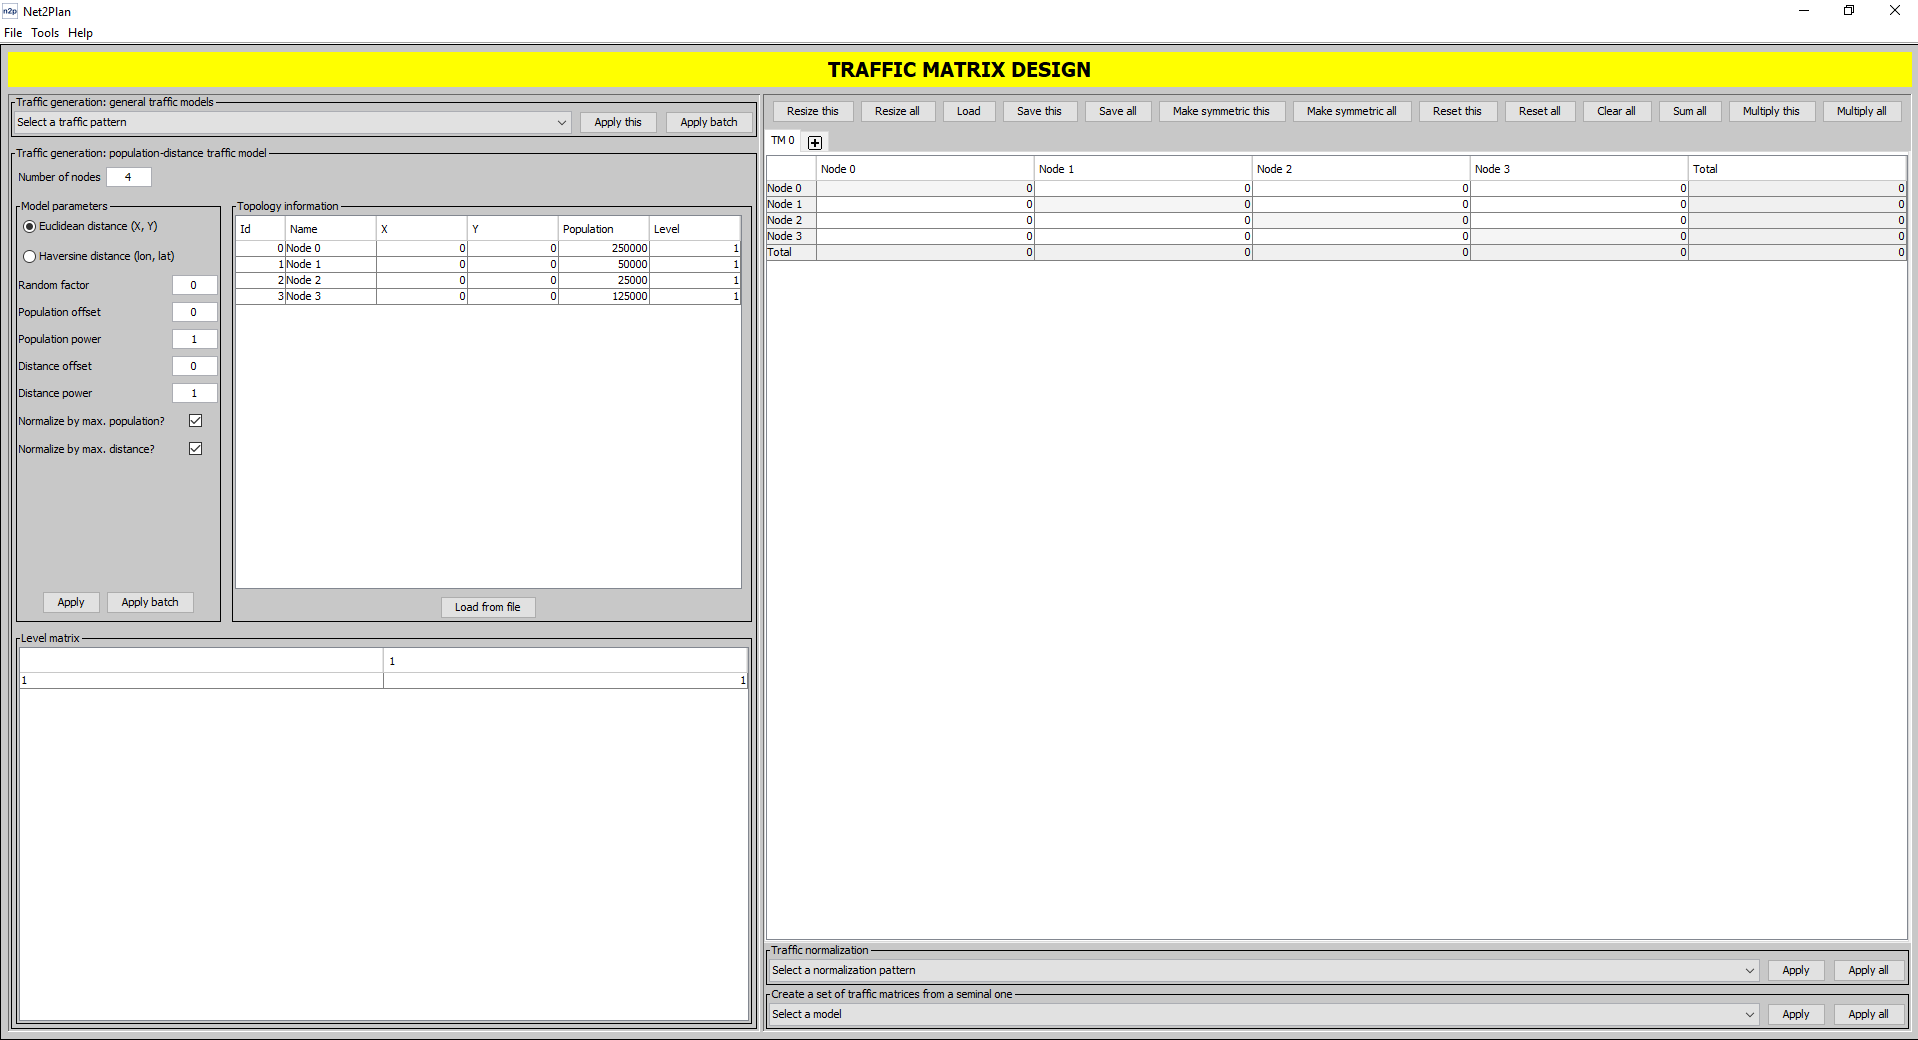 n2p Net2Plan
File Tools Help
TRAFFIC MATRIX DESIGN
Traffic generation: general traffic models
Select a traffic pattern Apply this Apply batch
Traffic generation: population-distance traffic model
Number of nodes 4
Model parameters
Euclidean distance (X, Y)
Haversine distance (lon, lat)
Random factor 0
Population offset 0
Population power 1
Distance offset 0
Distance power 1
Normalize by max. population?
Normalize by max. distance?
Apply Apply batch
Topology information
Id Name X Y Population Level
0 Node 0 0 0 250000 1
1 Node 1 0 0 50000 1
2 Node 2 0 0 25000 1
3 Node 3 0 0 125000 1
Load from file
Level matrix
1
1 1
Resize this Resize all Load Save this Save all Make symmetric this Make symmetric all Reset this Reset all Clear all Sum all Multiply this Multiply all
TM 0
Node 0 Node 1 Node 2 Node 3 Total
Node 0 0 0 0 0 0
Node 1 0 0 0 0 0
Node 2 0 0 0 0 0
Node 3 0 0 0 0 0
Total 0 0 0 0 0
Traffic normalization
Select a normalization pattern Apply Apply all
Create a set of traffic matrices from a seminal one
Select a model Apply Apply all